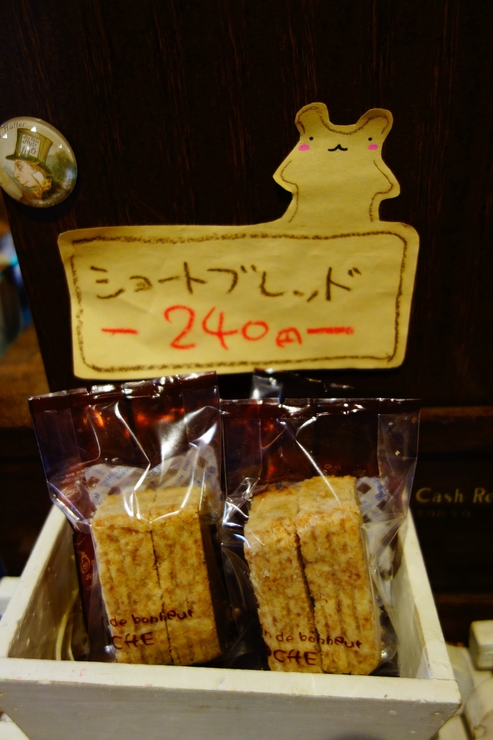 Hatter
ショートブレッド
ー240円ー
Cash Re
de bonheur
CHE
n de bonheur
CHE